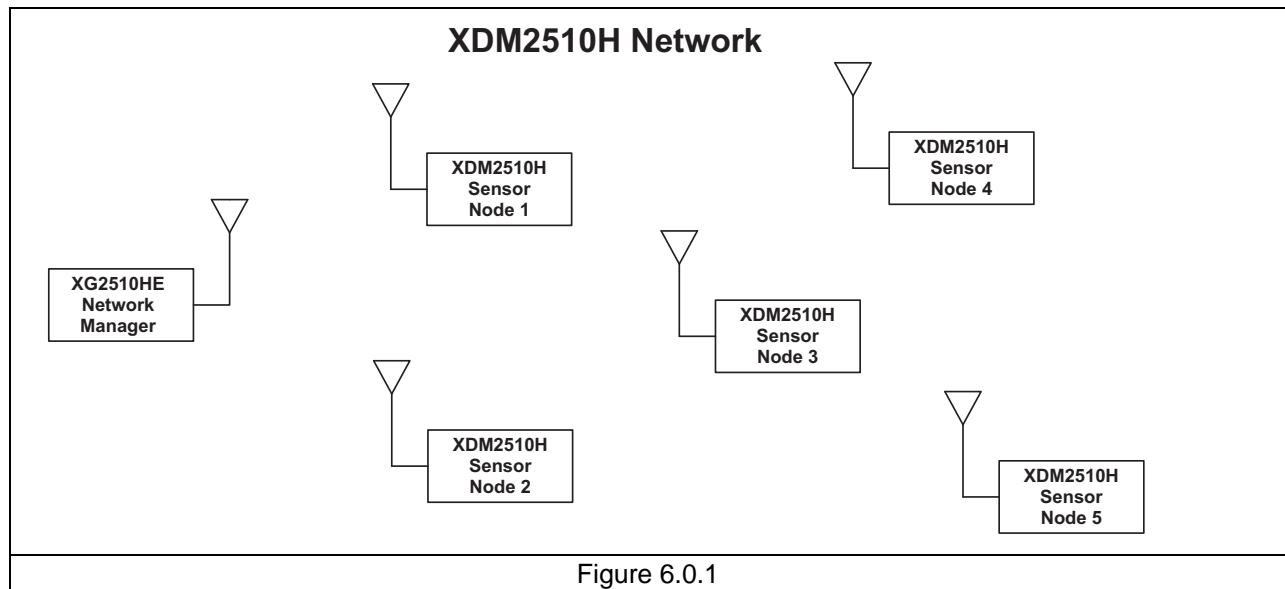 XDM2510H Network
XDM2510H
Sensor
Node 1
XDM2510H
Sensor
Node 4
XG2510HE
Network
Manager
XDM2510H
Sensor
Node 3
XDM2510H
Sensor
Node 2
XDM2510H
Sensor
Node 5
Figure 6.0.1